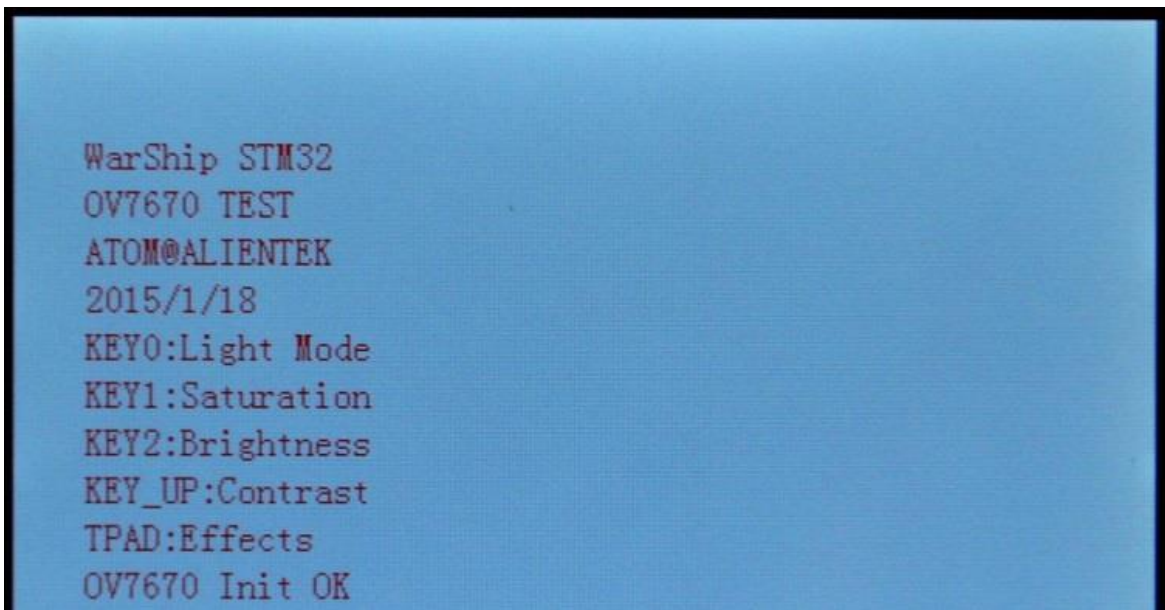 WarShip STM32
OV7670 TEST
ATOM@ALIENTEK
2015/1/18
KEY0:Light Mode
KEY1:Saturation
KEY2:Brightness
KEY_UP:Contrast
TPAD:Effects
OV7670 Init OK